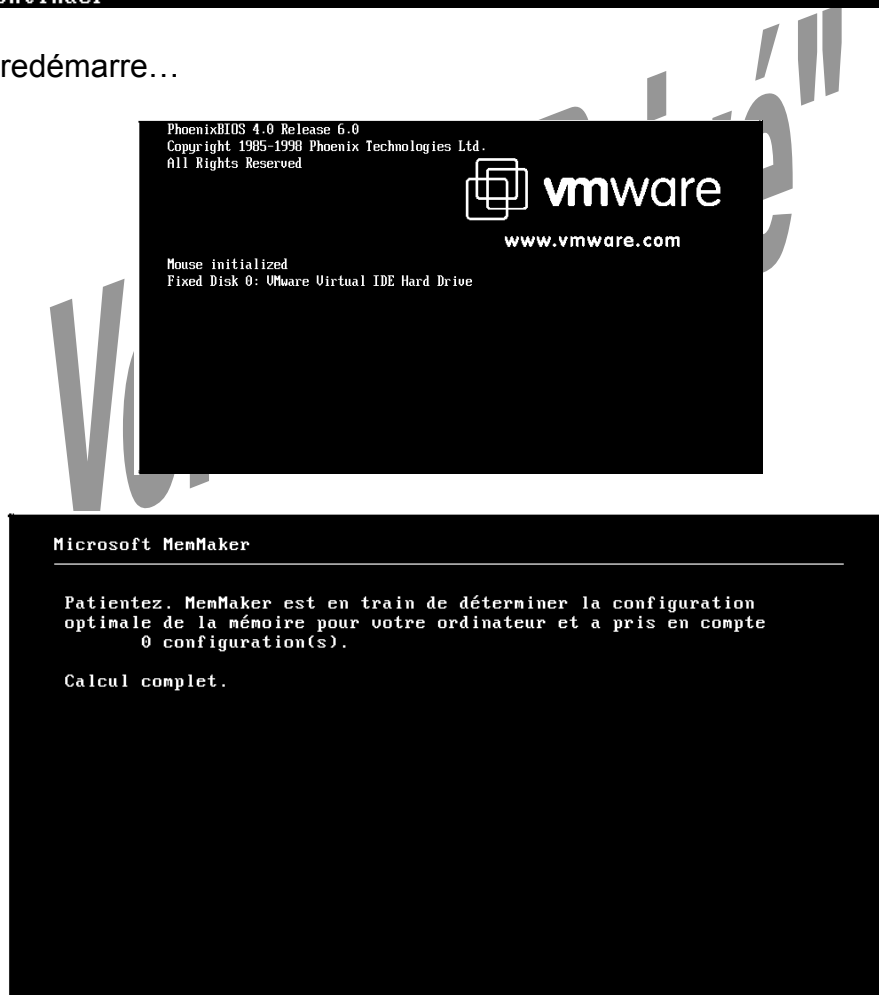 redémarre…
PhoenixBIOS 4.0 Release 6.0
Copyright 1985-1998 Phoenix Technologies Ltd.
All Rights Reserved
vmware
www.vmware.com
Mouse initialized
Fixed Disk 0: VMware Virtual IDE Hard Drive
Microsoft MemMaker
Patientez. MemMaker est en train de déterminer la configuration
optimale de la mémoire pour votre ordinateur et a pris en compte
0 configuration(s).
Calcul complet.